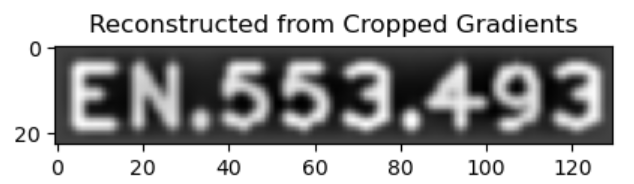 Reconstructed from Cropped Gradients
0
20
EN.553.493
0 20 40 60 80 100 120